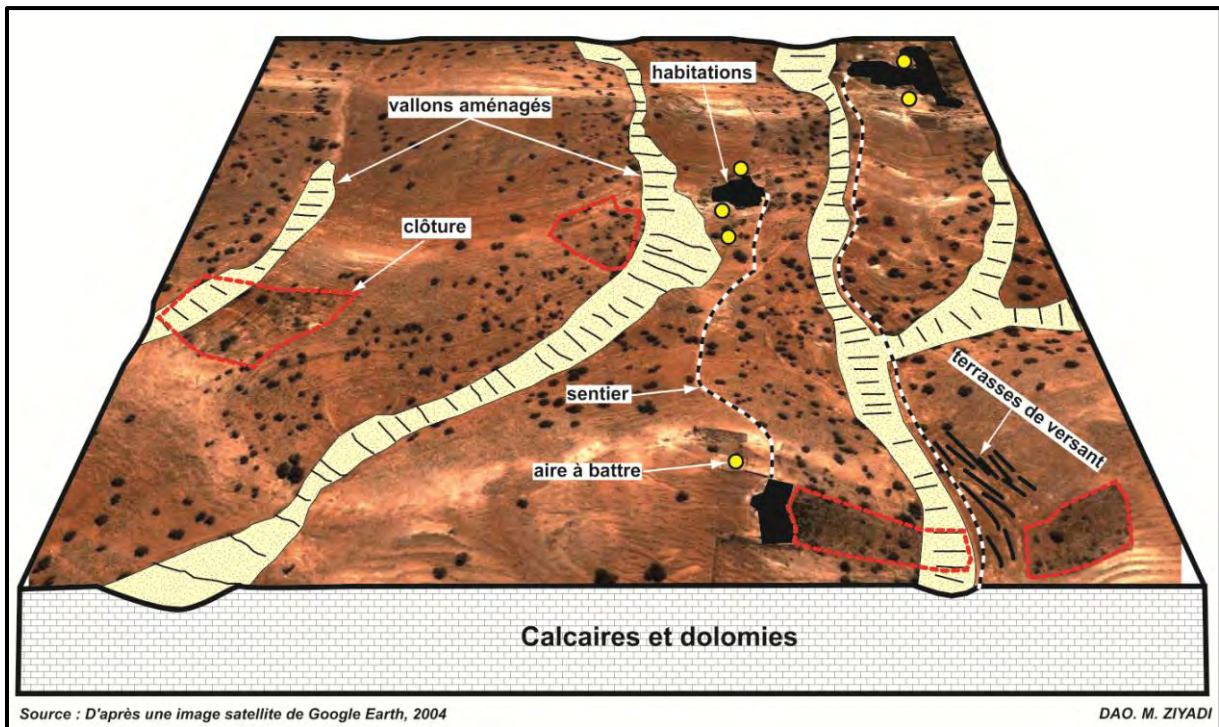 habitations
vallons aménagés
clôture
sentier
terrasses de versant
aire à battre
Calcaires et dolomies
Source : D'après une image satellite de Google Earth, 2004
DAO. M. ZIYADI